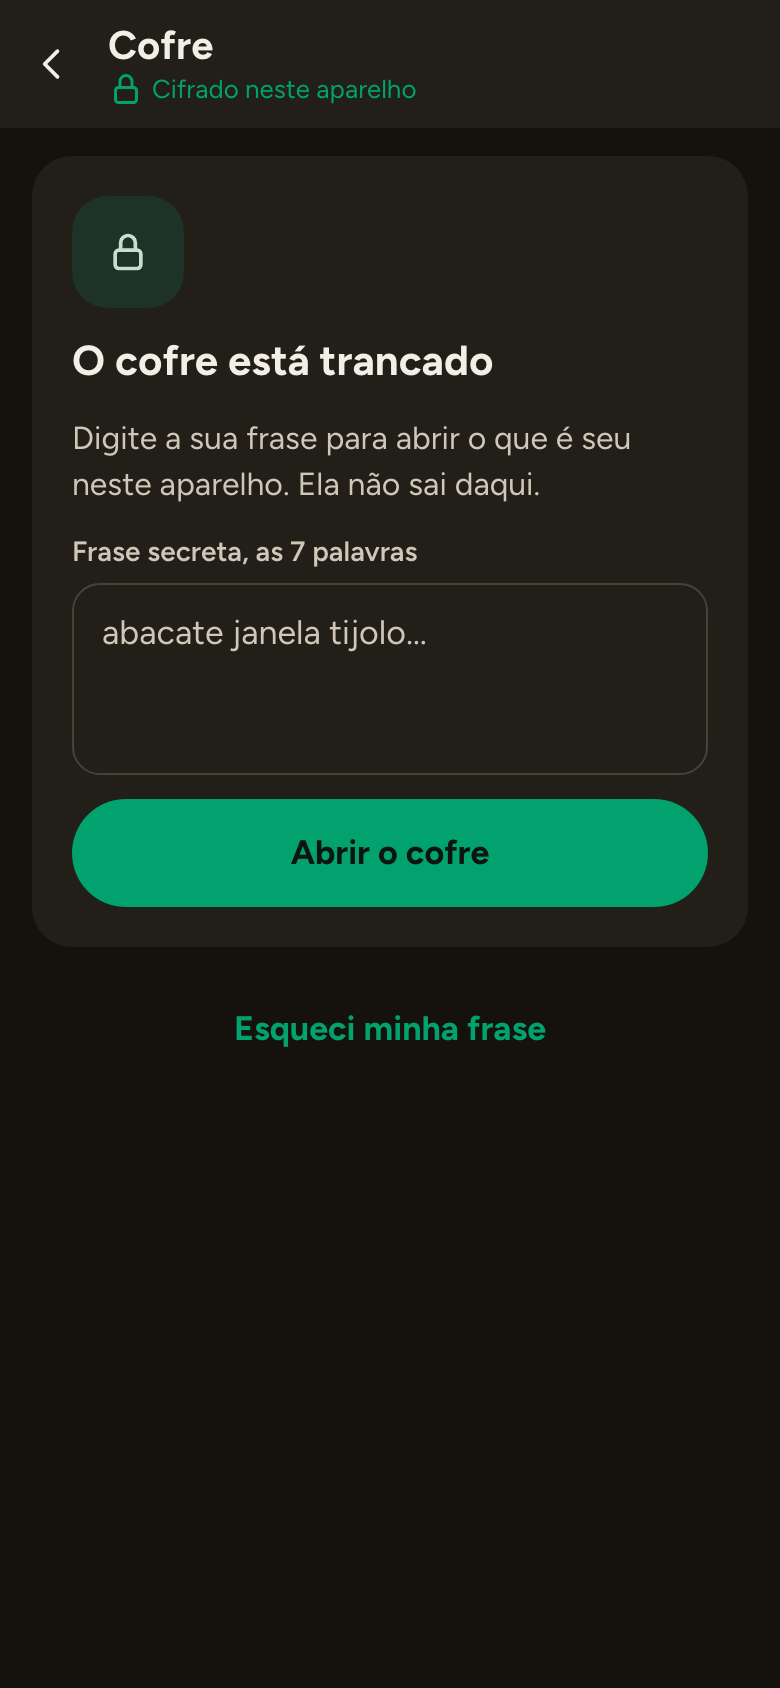 Cofre
Cifrado neste aparelho
O cofre está trancado
Digite a sua frase para abrir o que é seu
neste aparelho. Ela não sai daqui.
Frase secreta, as 7 palavras
abacate janela tijolo...
Abrir o cofre
Esqueci minha frase